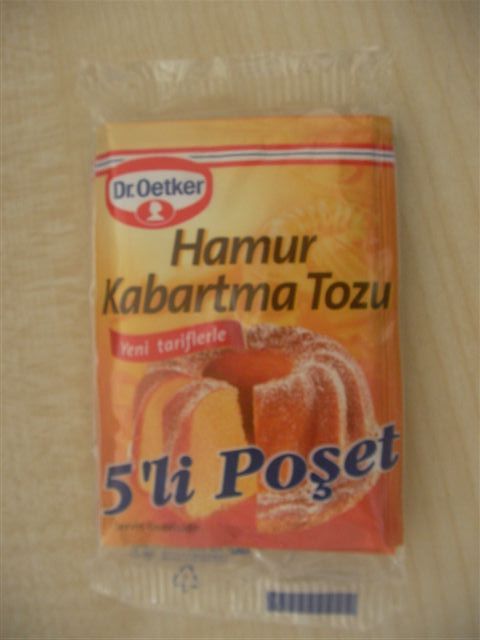 Dr. Oetker
Hamur
Kabartma Tozu
Yeni tariflerle
5'li Poşet